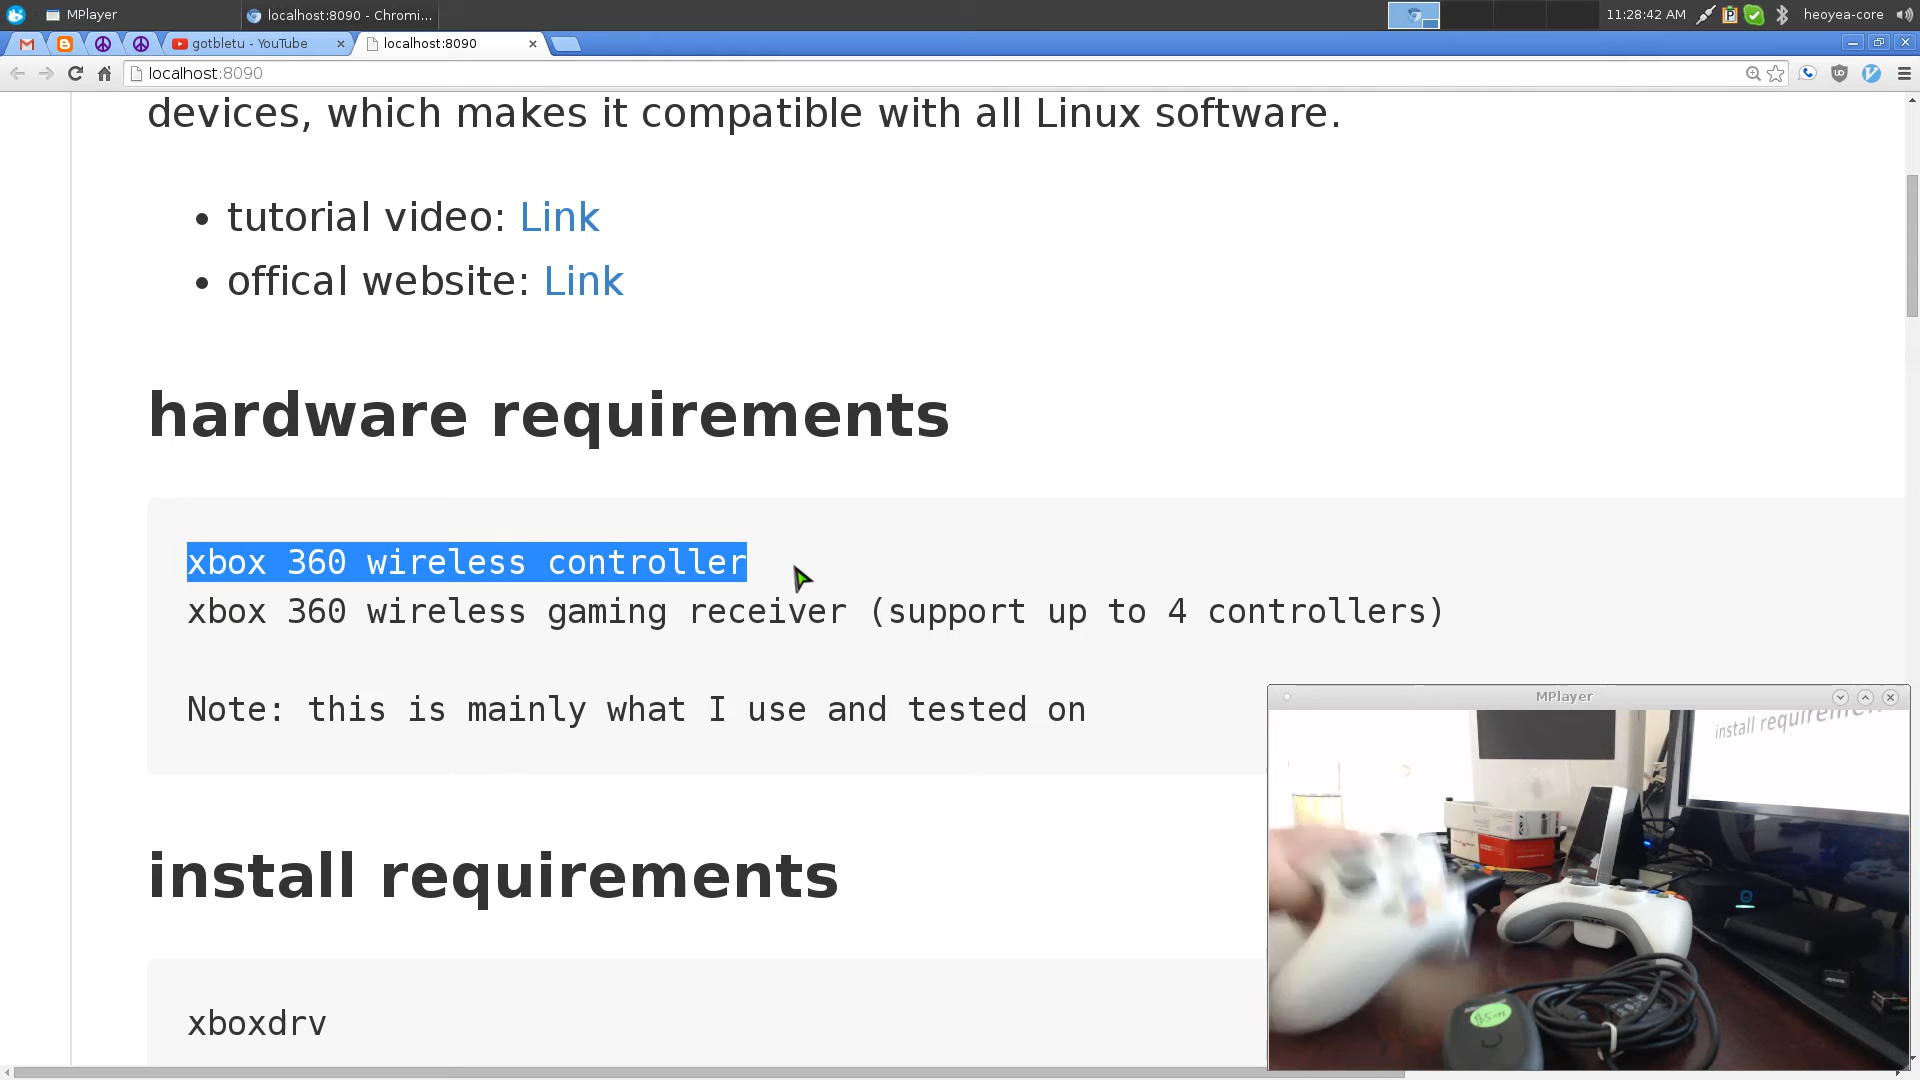 MPlayer
localhost:8090 - Chromi...
11:28:42 AM
heoyea-core
gotbletu - YouTube
localhost:8090
localhost:8090
devices, which makes it compatible with all Linux software.
• tutorial video: Link
• offical website: Link
hardware requirements
xbox 360 wireless controller
xbox 360 wireless gaming receiver (support up to 4 controllers)
Note: this is mainly what I use and tested on
MPlayer
install requirements
install requirements
xboxdrv